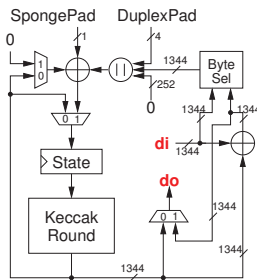 SpongePad DuplexPad
0 1 4
1
0
||
1344
Byte
Sel
252
0
0 1
1344 1344
di
1344
State
do
Keccak
Round
0 1
1344
1344
1344